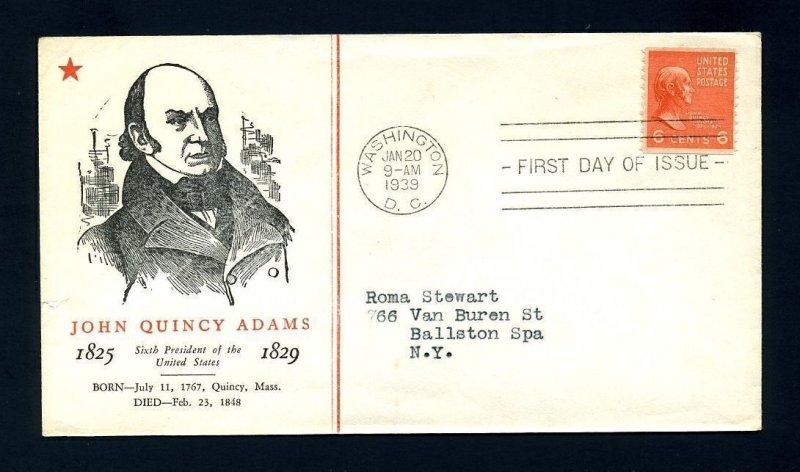 JOHN QUINCY ADAMS
1825 Sixth President of the United States 1829
BORN—July 11, 1767, Quincy, Mass.
DIED—Feb. 23, 1848
WASHINGTON
JAN 20
9-AM
1939
D. C.
UNITED
STATES
POSTAGE
6 CENTS 6
- FIRST DAY OF ISSUE -
Roma Stewart
766 Van Buren St
Ballston Spa
N.Y.